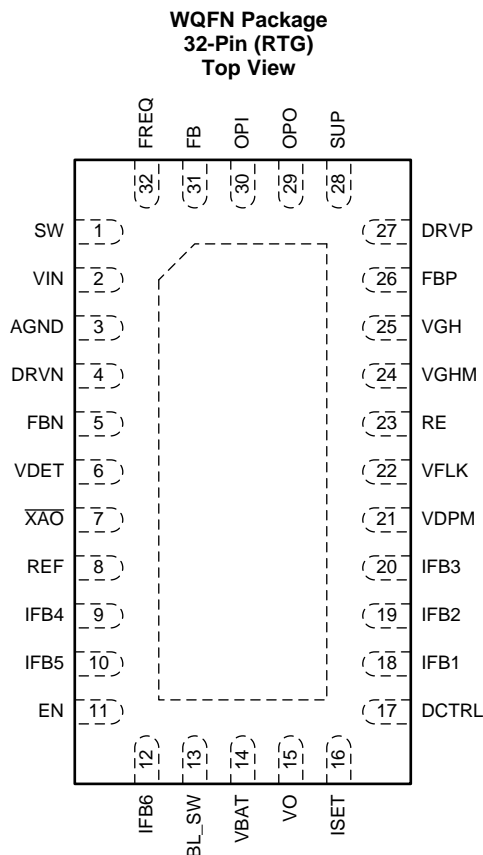 WQFN Package
32-Pin (RTG)
Top View
FREQ FB OPI OPO SUP
32 31 30 29 28
SW 1 27 DRVP
VIN 2 26 FBP
AGND 3 25 VGH
DRVN 4 24 VGHM
FBN 5 23 RE
VDET 6 22 VFLK
XAO 7 21 VDPM
REF 8 20 IFB3
IFB4 9 19 IFB2
IFB5 10 18 IFB1
EN 11 17 DCTRL
12 13 14 15 16
IFB6 BL_SW VBAT VO ISET